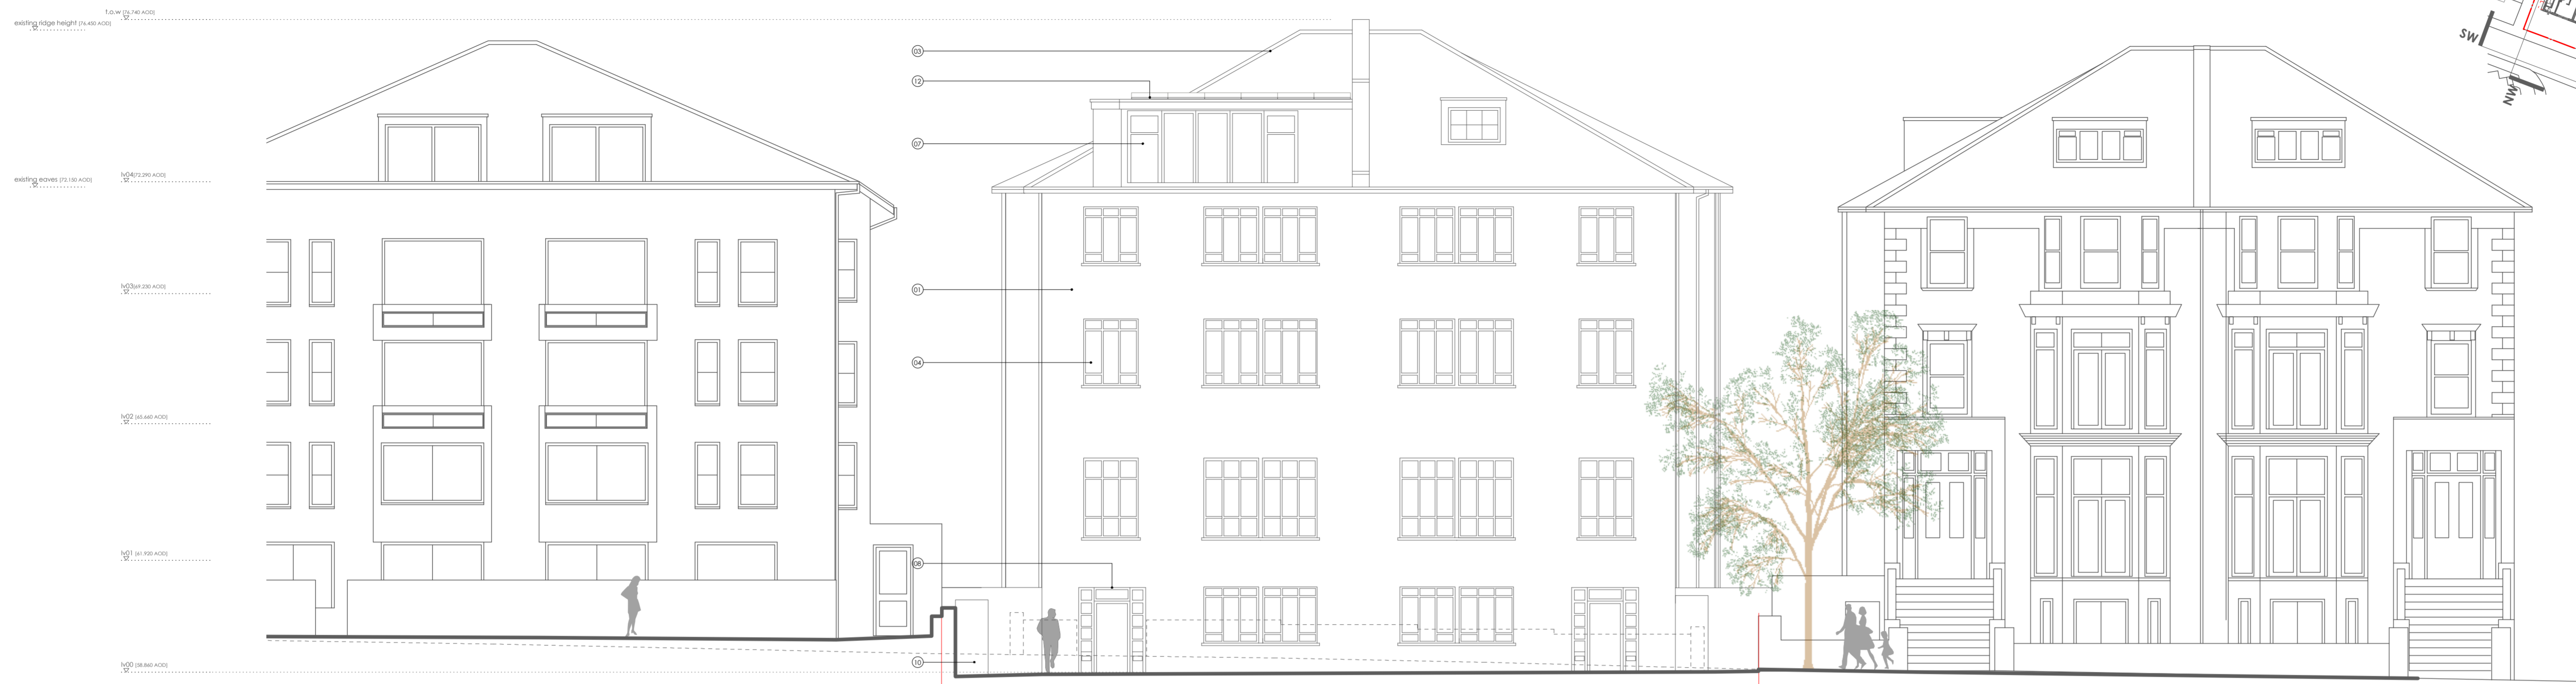 t.o.w [76.740 AOD]
existing ridge height [76.450 AOD]
03
12
07
existing eaves [72.150 AOD]
lv04[72.290 AOD]
lv03[69.250 AOD]
01
04
lv02 [65.660 AOD]
lv01 [61.920 AOD]
08
lv00 [58.860 AOD]
10
SW
NW